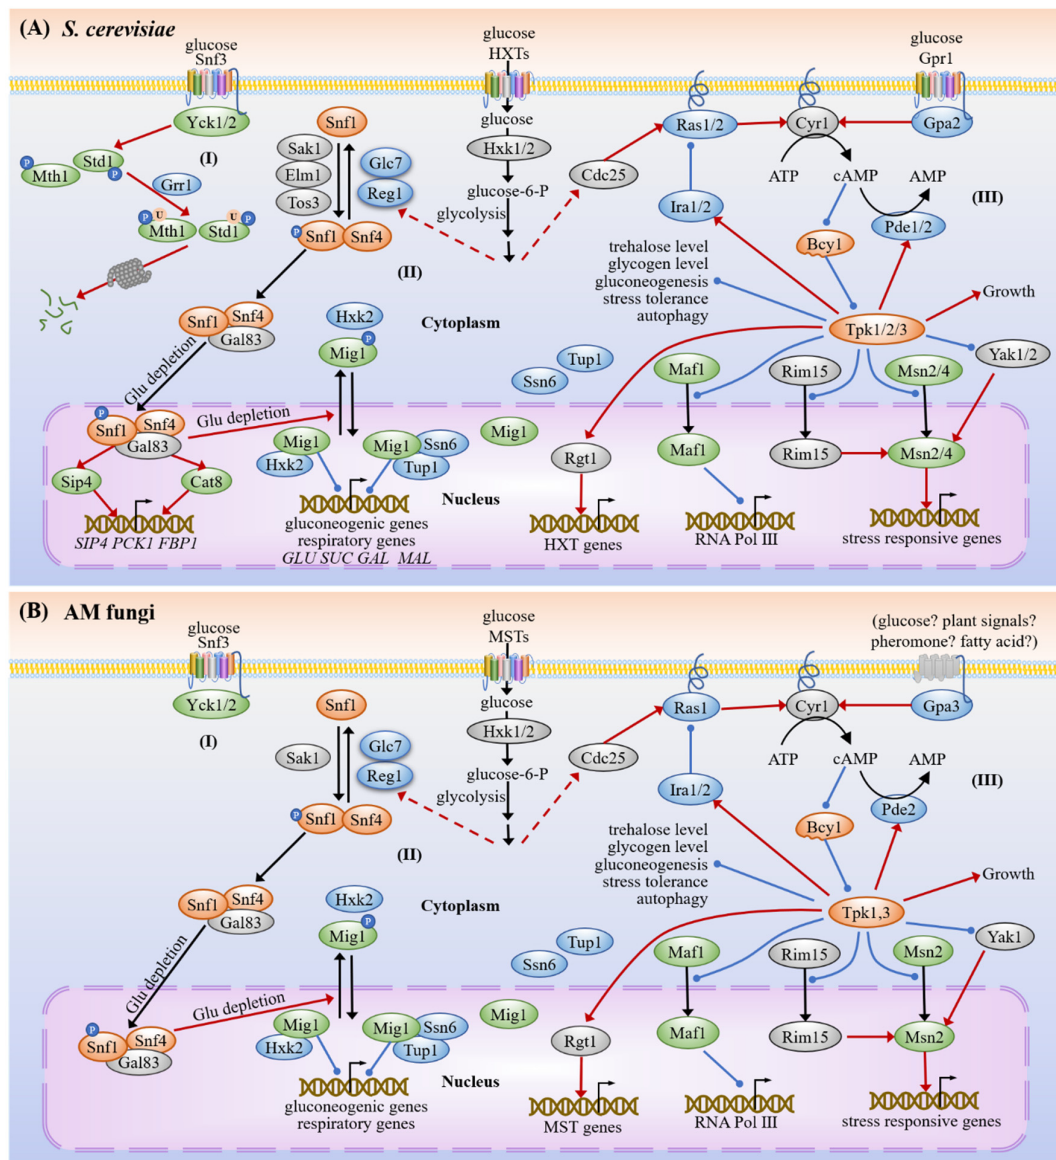 (A) S. cerevisiae
glucose
Snf3
glucose
HXTs
glucose
Gpr1
Yck1/2
(I)
P
Mth1
Std1
P
Grr1
P
U
Mth1
U
P
Std1
Snf1
Sak1
Elm1
Tos3
Glc7
Reg1
P
Snf1
Snf4
(II)
glucose
Hxk1/2
glucose-6-P
glycolysis
Cdc25
Ras1/2
Cyr1
Gpa2
ATP
cAMP
AMP
(III)
Ira1/2
Bcy1
Pde1/2
trehalose level
glycogen level
gluconeogenesis
stress tolerance
autophagy
Growth
Tpk1/2/3
Yak1/2
Snf1
Snf4
Gal83
Glu depletion
Hxk2
P
Mig1
Cytoplasm
Tup1
Ssn6
Maf1
Rim15
Msn2/4
P
Snf1
Snf4
Gal83
Glu depletion
Sip4
Cat8
SIP4 PCK1 FBP1
Mig1
Hxk2
Mig1
Ssn6
Tup1
Mig1
Nucleus
gluconeogenic genes
respiratory genes
GLU SUC GAL MAL
Rgt1
HXT genes
Maf1
RNA Pol III
Rim15
Msn2/4
stress responsive genes
(B) AM fungi
glucose
Snf3
glucose
MSTs
(glucose? plant signals?
pheromone? fatty acid?)
Yck1/2
(I)
Snf1
Sak1
Glc7
Reg1
P
Snf1
Snf4
(II)
glucose
Hxk1/2
glucose-6-P
glycolysis
Cdc25
Ras1
Cyr1
Gpa3
ATP
cAMP
AMP
(III)
Ira1/2
Bcy1
Pde2
trehalose level
glycogen level
gluconeogenesis
stress tolerance
autophagy
Growth
Tpk1,3
Yak1
Snf1
Snf4
Gal83
Glu depletion
Hxk2
P
Mig1
Cytoplasm
Tup1
Ssn6
Maf1
Rim15
Msn2
P
Snf1
Snf4
Gal83
Glu depletion
Mig1
Hxk2
Mig1
Ssn6
Tup1
Mig1
Nucleus
gluconeogenic genes
respiratory genes
Rgt1
MST genes
Maf1
RNA Pol III
Rim15
Msn2
stress responsive genes